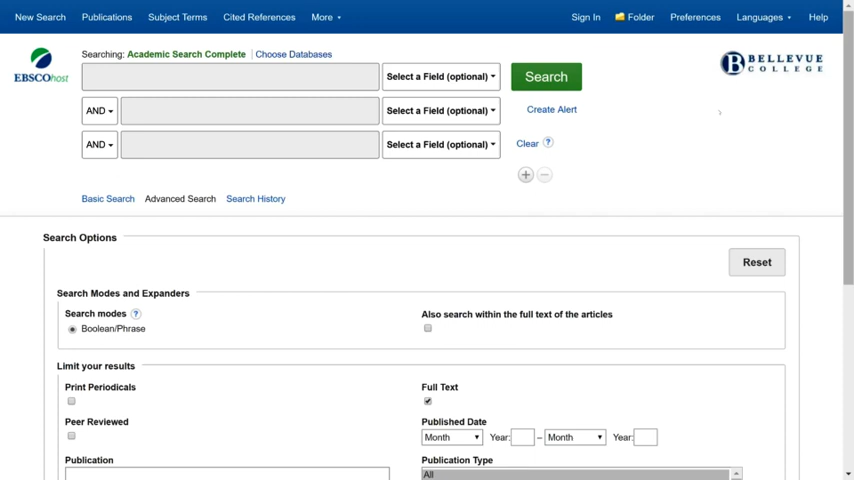 New Search Publications Subject Terms Cited References More Sign In Folder Preferences Languages Help
Searching: Academic Search Complete | Choose Databases
EBSCOhost
BELLEVUE
COLLEGE
Select a Field (optional) Search
AND Select a Field (optional) Create Alert
AND Select a Field (optional) Clear ?
+ −
Basic Search Advanced Search Search History
Search Options
Reset
Search Modes and Expanders
Search modes ? Also search within the full text of the articles
Boolean/Phrase
Limit your results
Print Periodicals Full Text
Peer Reviewed Published Date
Month Year: – Month Year:
Publication Publication Type
All